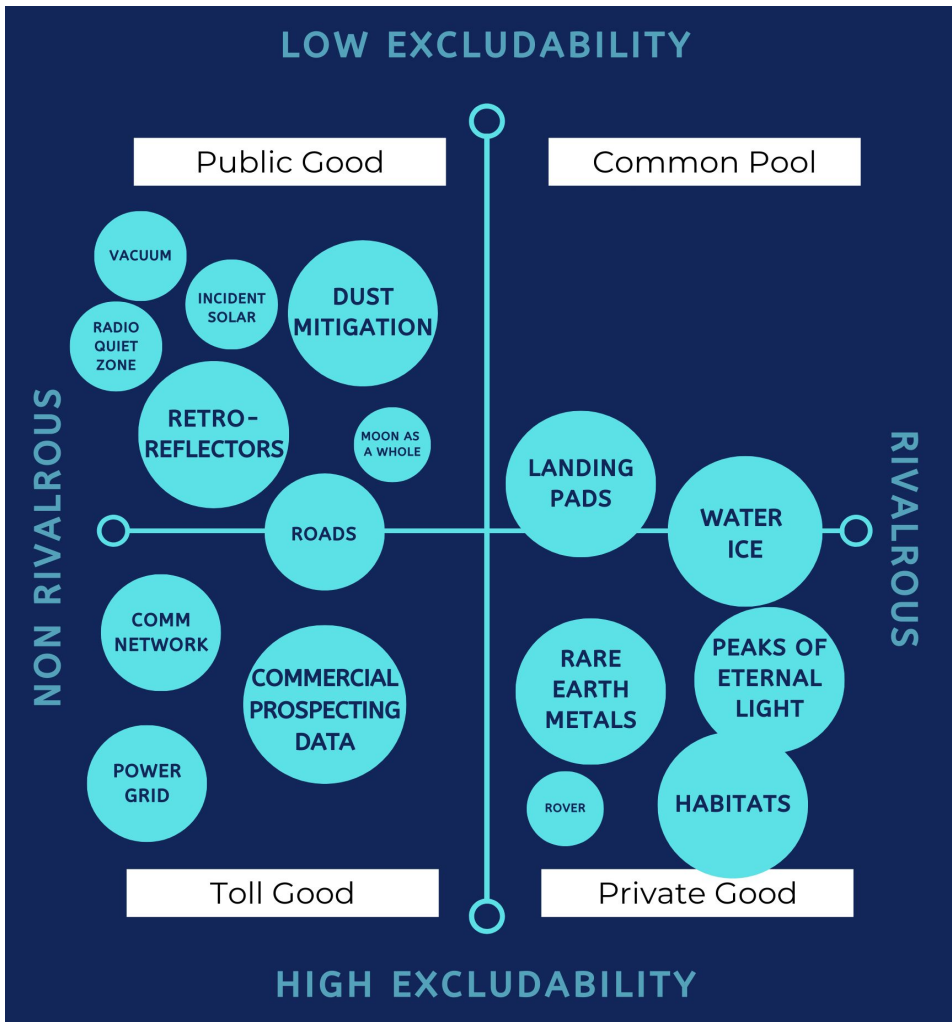 LOW EXCLUDABILITY
Public Good
Common Pool
VACUUM
INCIDENT
SOLAR
DUST
MITIGATION
RADIO
QUIET
ZONE
RETRO-
REFLECTORS
MOON AS
A WHOLE
LANDING
PADS
ROADS
WATER
ICE
NON RIVALROUS
RIVALROUS
COMM
NETWORK
COMMERCIAL
PROSPECTING
DATA
RARE
EARTH
METALS
PEAKS OF
ETERNAL
LIGHT
POWER
GRID
ROVER
HABITATS
Toll Good
Private Good
HIGH EXCLUDABILITY